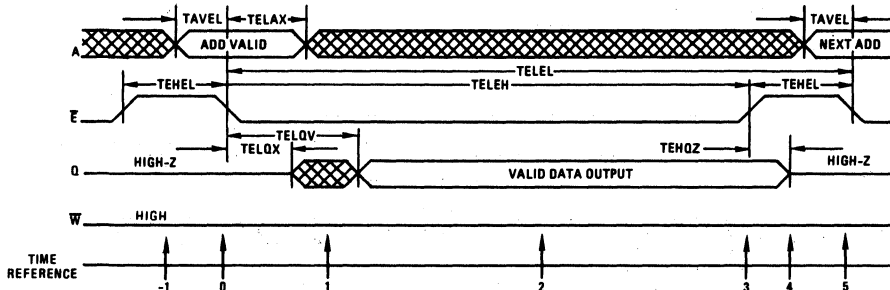 TAVEL TELAX TAVEL
A ADD VALID NEXT ADD
TELEL
TEHEL TELEH TEHEL
E
TELQV
TELQX TEHQZ
Q HIGH-Z VALID DATA OUTPUT HIGH-Z
W HIGH
TIME
REFERENCE
-1 0 1 2 3 4 5